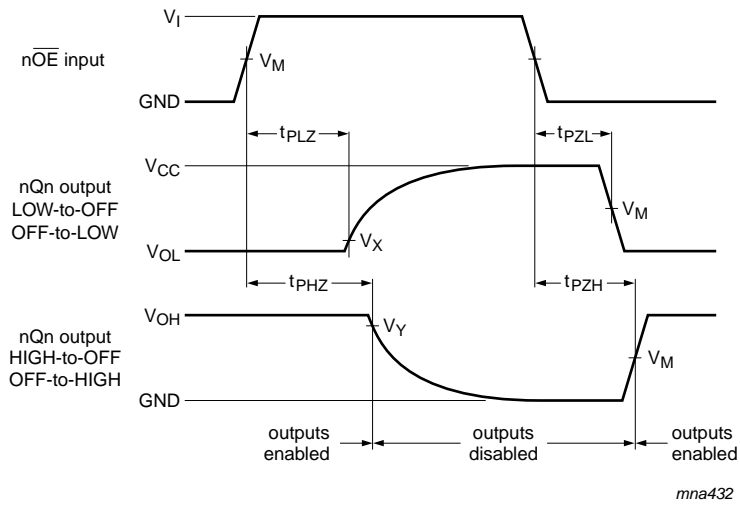 V_I
nO̅E̅ input
V_M
GND
t_PLZ
t_PZL
V_CC
nQn output
LOW-to-OFF
OFF-to-LOW
V_M
V_X
V_OL
t_PHZ
t_PZH
V_OH
V_Y
nQn output
HIGH-to-OFF
OFF-to-HIGH
V_M
GND
outputs
enabled
outputs
disabled
outputs
enabled
mna432